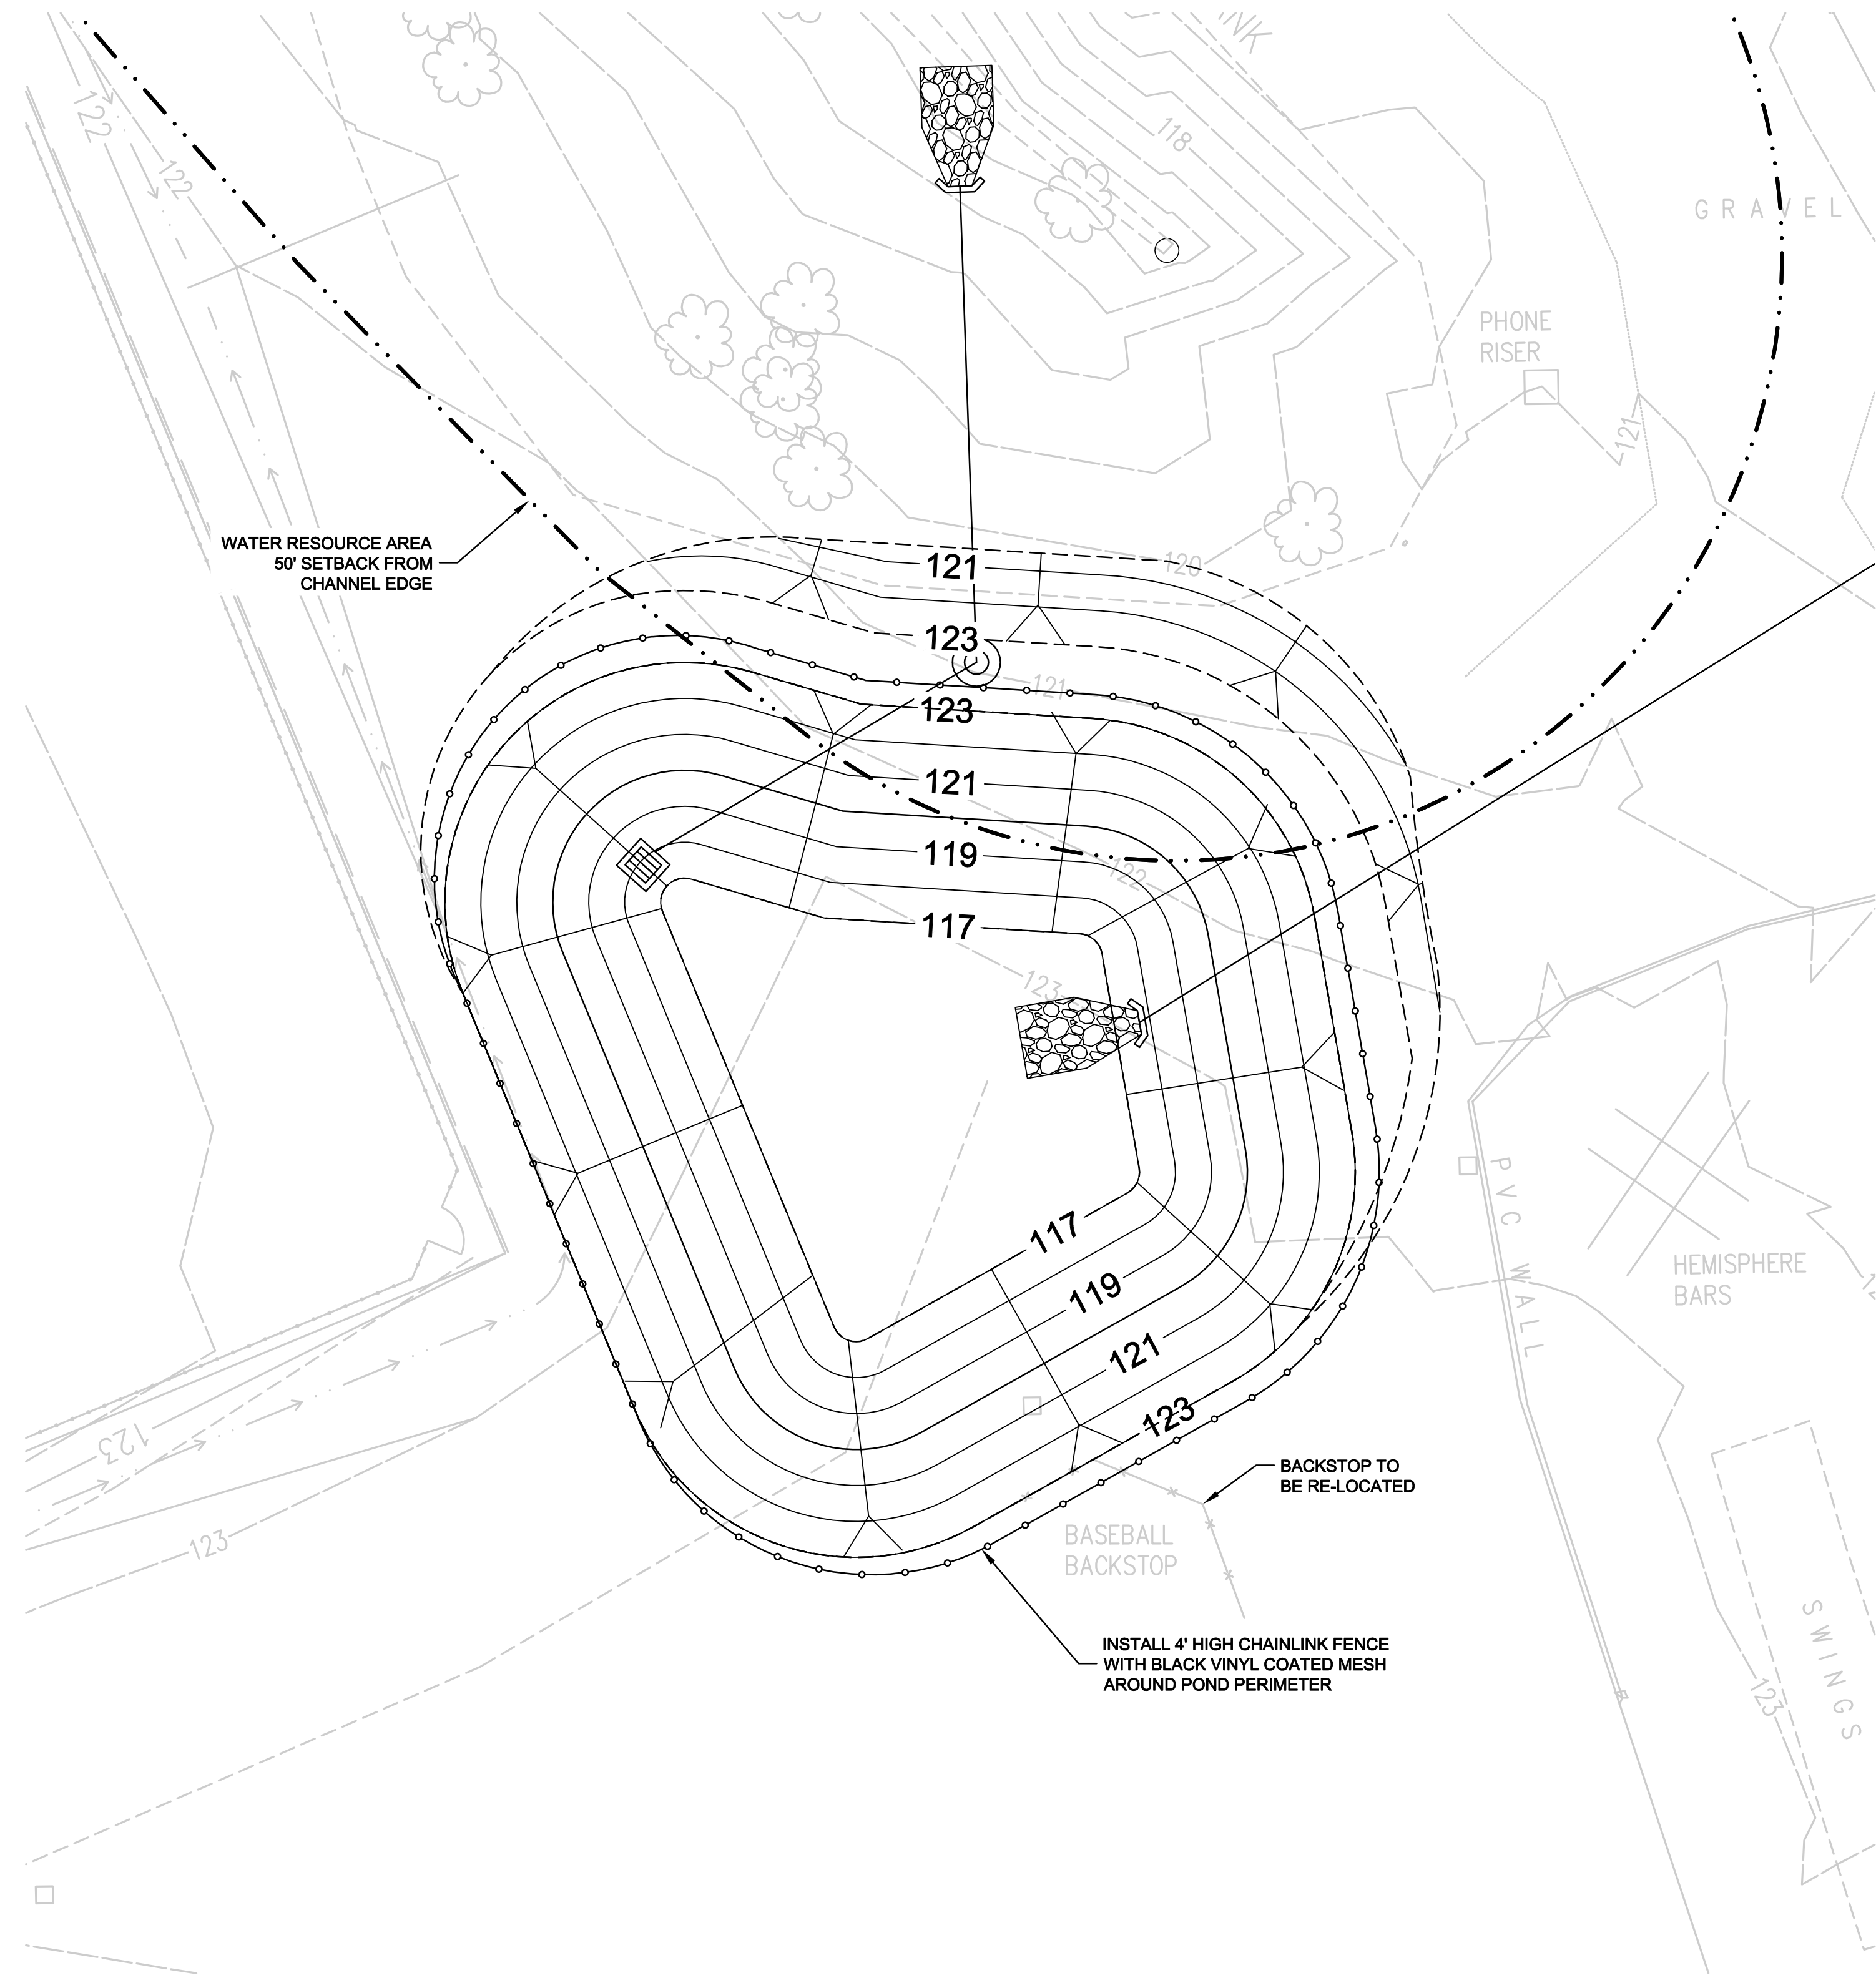 NK
122
122
118
GRAVEL
PHONE
RISER
121
WATER RESOURCE AREA
50' SETBACK FROM
CHANNEL EDGE
121
120
123
121
123
121
119
122
117
123
117
PVC WALL
HEMISPHERE
BARS
119
121
123
123
BACKSTOP TO
BE RE-LOCATED
123
BASEBALL
BACKSTOP
SWINGS
INSTALL 4' HIGH CHAINLINK FENCE
WITH BLACK VINYL COATED MESH
AROUND POND PERIMETER
123